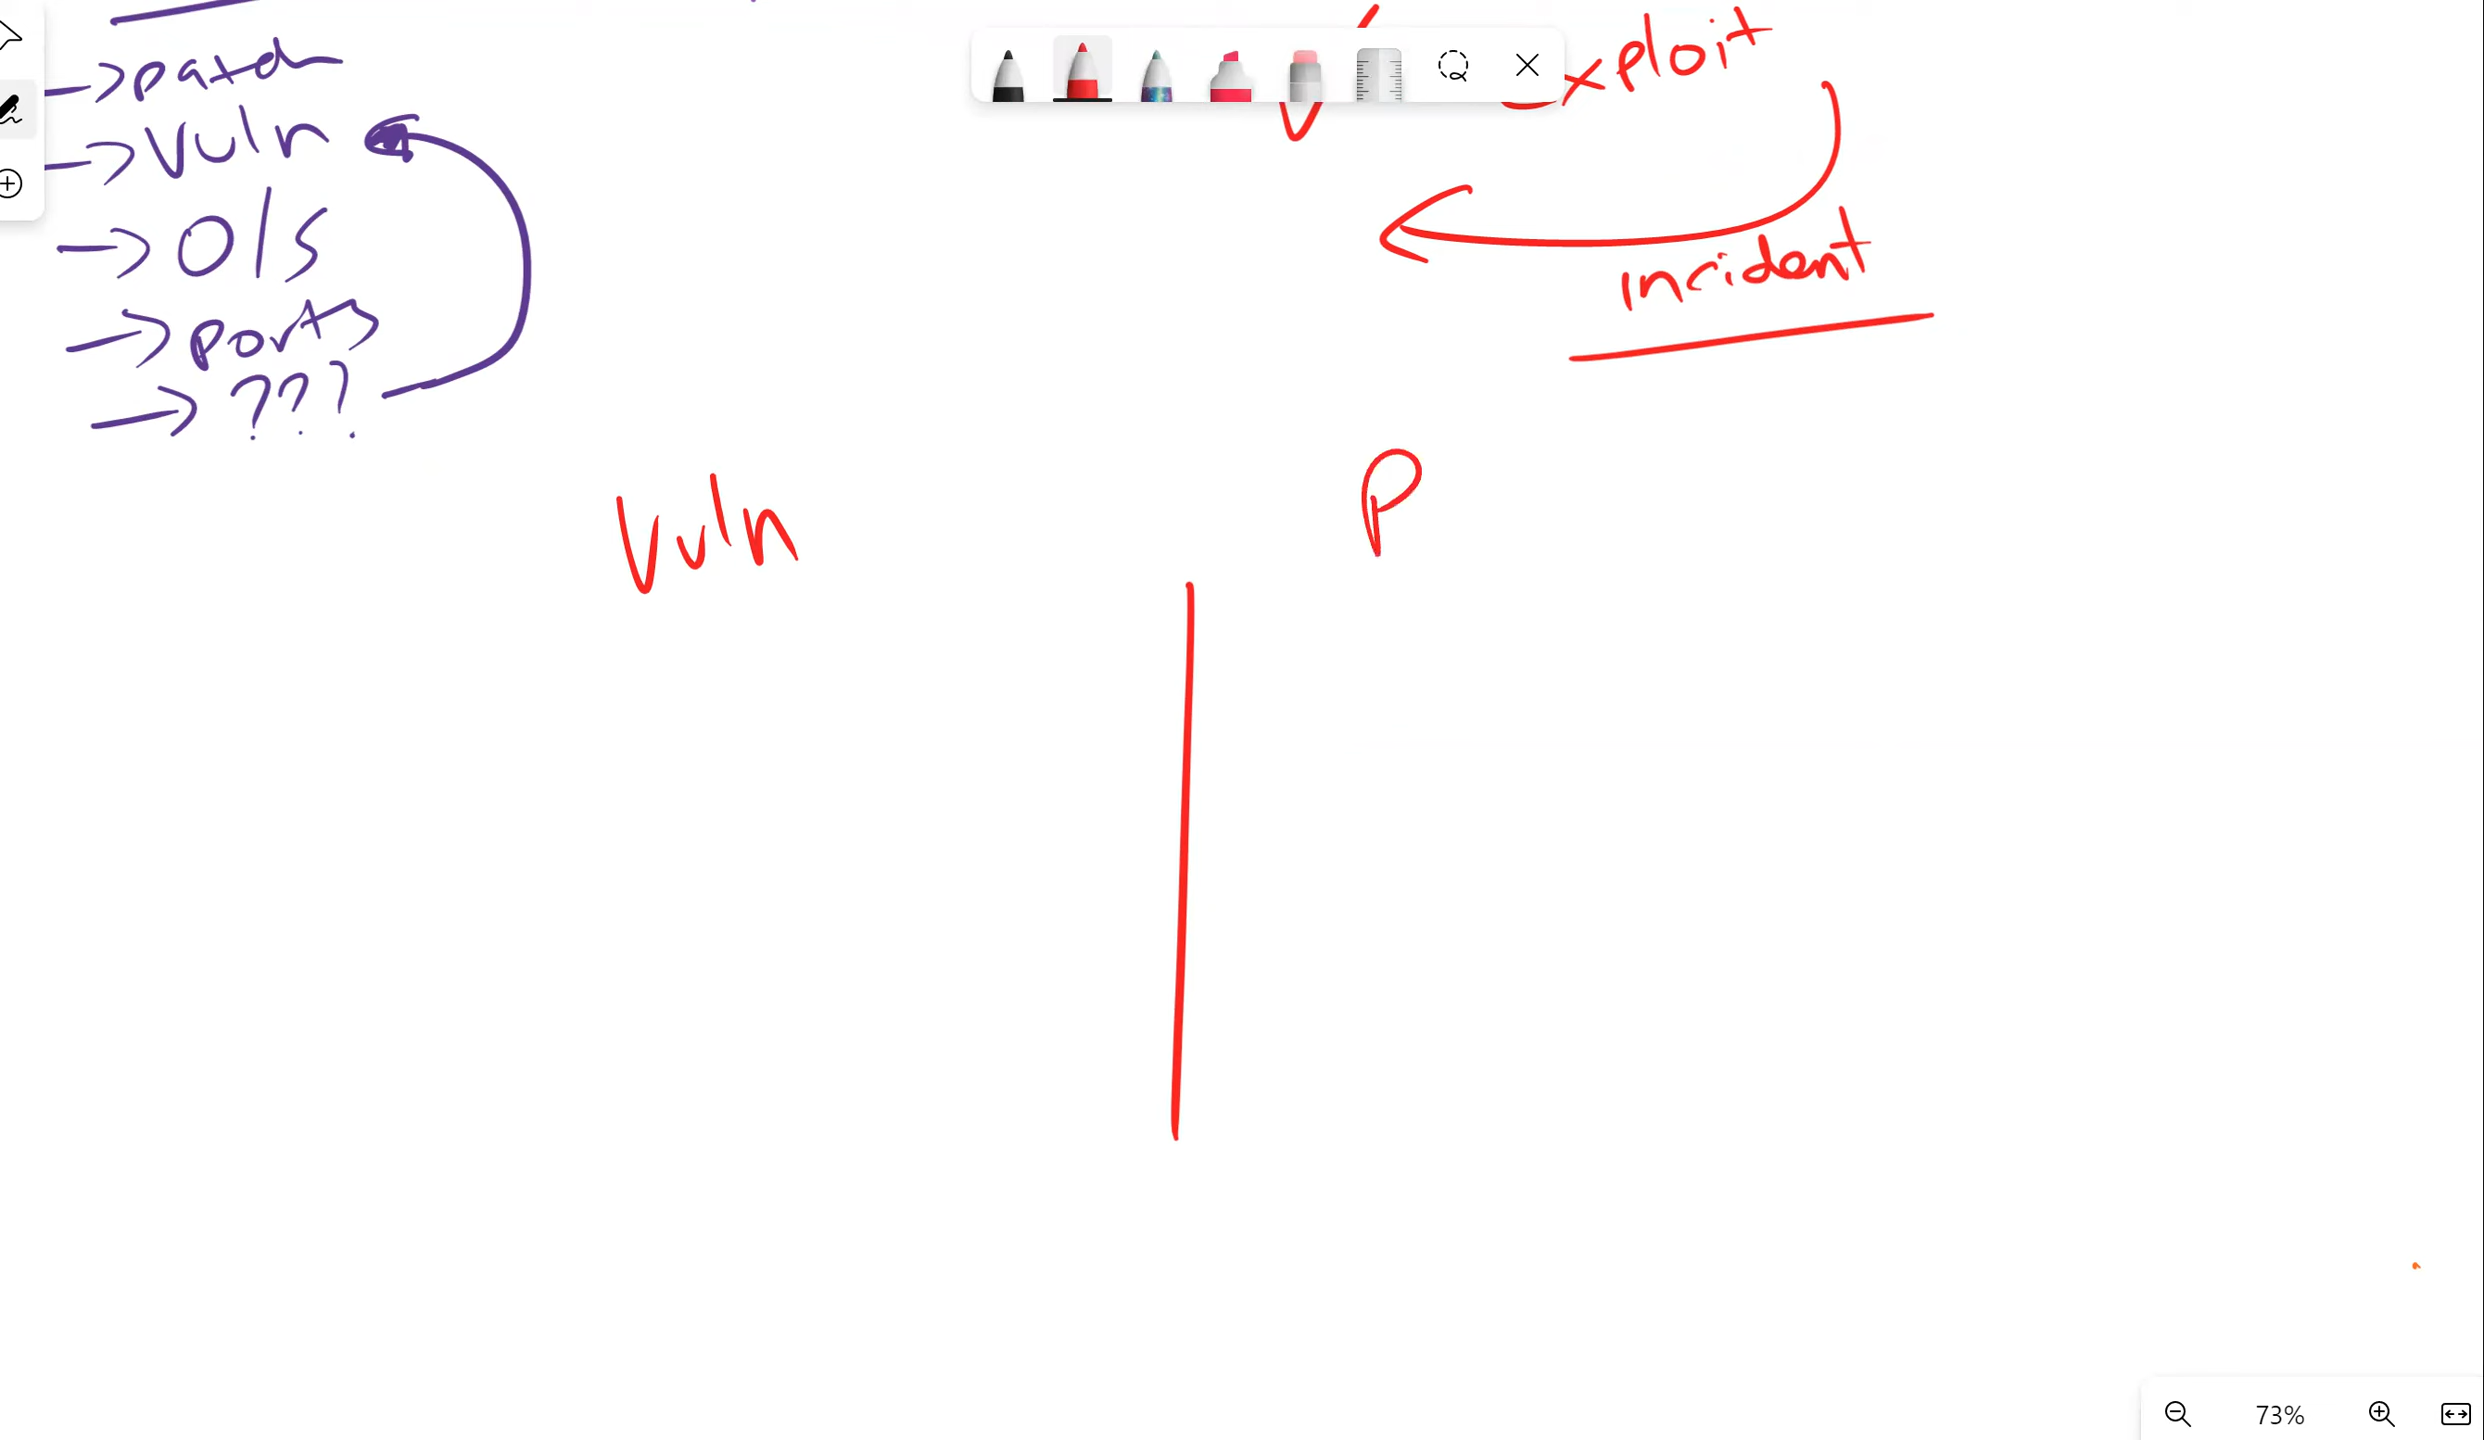 → patch
→ Vuln
→ O/S
→ ports
→ ???
exploit
incident
Vuln
P
73%